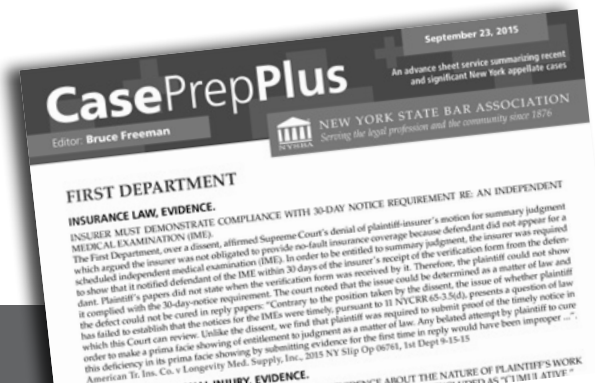 September 23, 2015
CasePrepPlus
An advance sheet service summarizing recent
and significant New York appellate cases
Editor: Bruce Freeman
NYSBA
NEW YORK STATE BAR ASSOCIATION
Serving the legal profession and the community since 1876
FIRST DEPARTMENT
INSURANCE LAW, EVIDENCE.
INSURER MUST DEMONSTRATE COMPLIANCE WITH 30-DAY NOTICE REQUIREMENT RE: AN INDEPENDENT
MEDICAL EXAMINATION (IME).
The First Department, over a dissent, affirmed Supreme Court's denial of plaintiff-insurer's motion for summary judgment
which argued the insurer was not obligated to provide no-fault insurance coverage because defendant did not appear for a
scheduled independent medical examination (IME). In order to be entitled to summary judgment, the insurer was required
to show that it notified defendant of the IME within 30 days of the insurer's receipt of the verification form from the defen-
dant. Plaintiff's papers did not state when the verification form was received by it. Therefore, the plaintiff could not show
it complied with the 30-day-notice requirement. The court noted that the issue could be determined as a matter of law and
the defect could not be cured in reply papers: "Contrary to the position taken by the dissent, the issue of whether plaintiff
has failed to establish that the notices for the IMEs were timely, pursuant to 11 NYCRR 65-3.5(d), presents a question of law
which this Court can review. Unlike the dissent, we find that plaintiff was required to submit proof of the timely notice in
order to make a prima facie showing of entitlement to judgment as a matter of law. Any belated attempt by plaintiff to cure
this deficiency in its prima facie showing by submitting evidence for the first time in reply would have been improper ...".
American Tr. Ins. Co. v Longevity Med. Supply, Inc., 2015 NY Slip Op 06761, 1st Dept 9-15-15
INJURY, EVIDENCE.
ABOUT THE NATURE OF PLAINTIFF'S WORK
AS "CUMULATIVE."